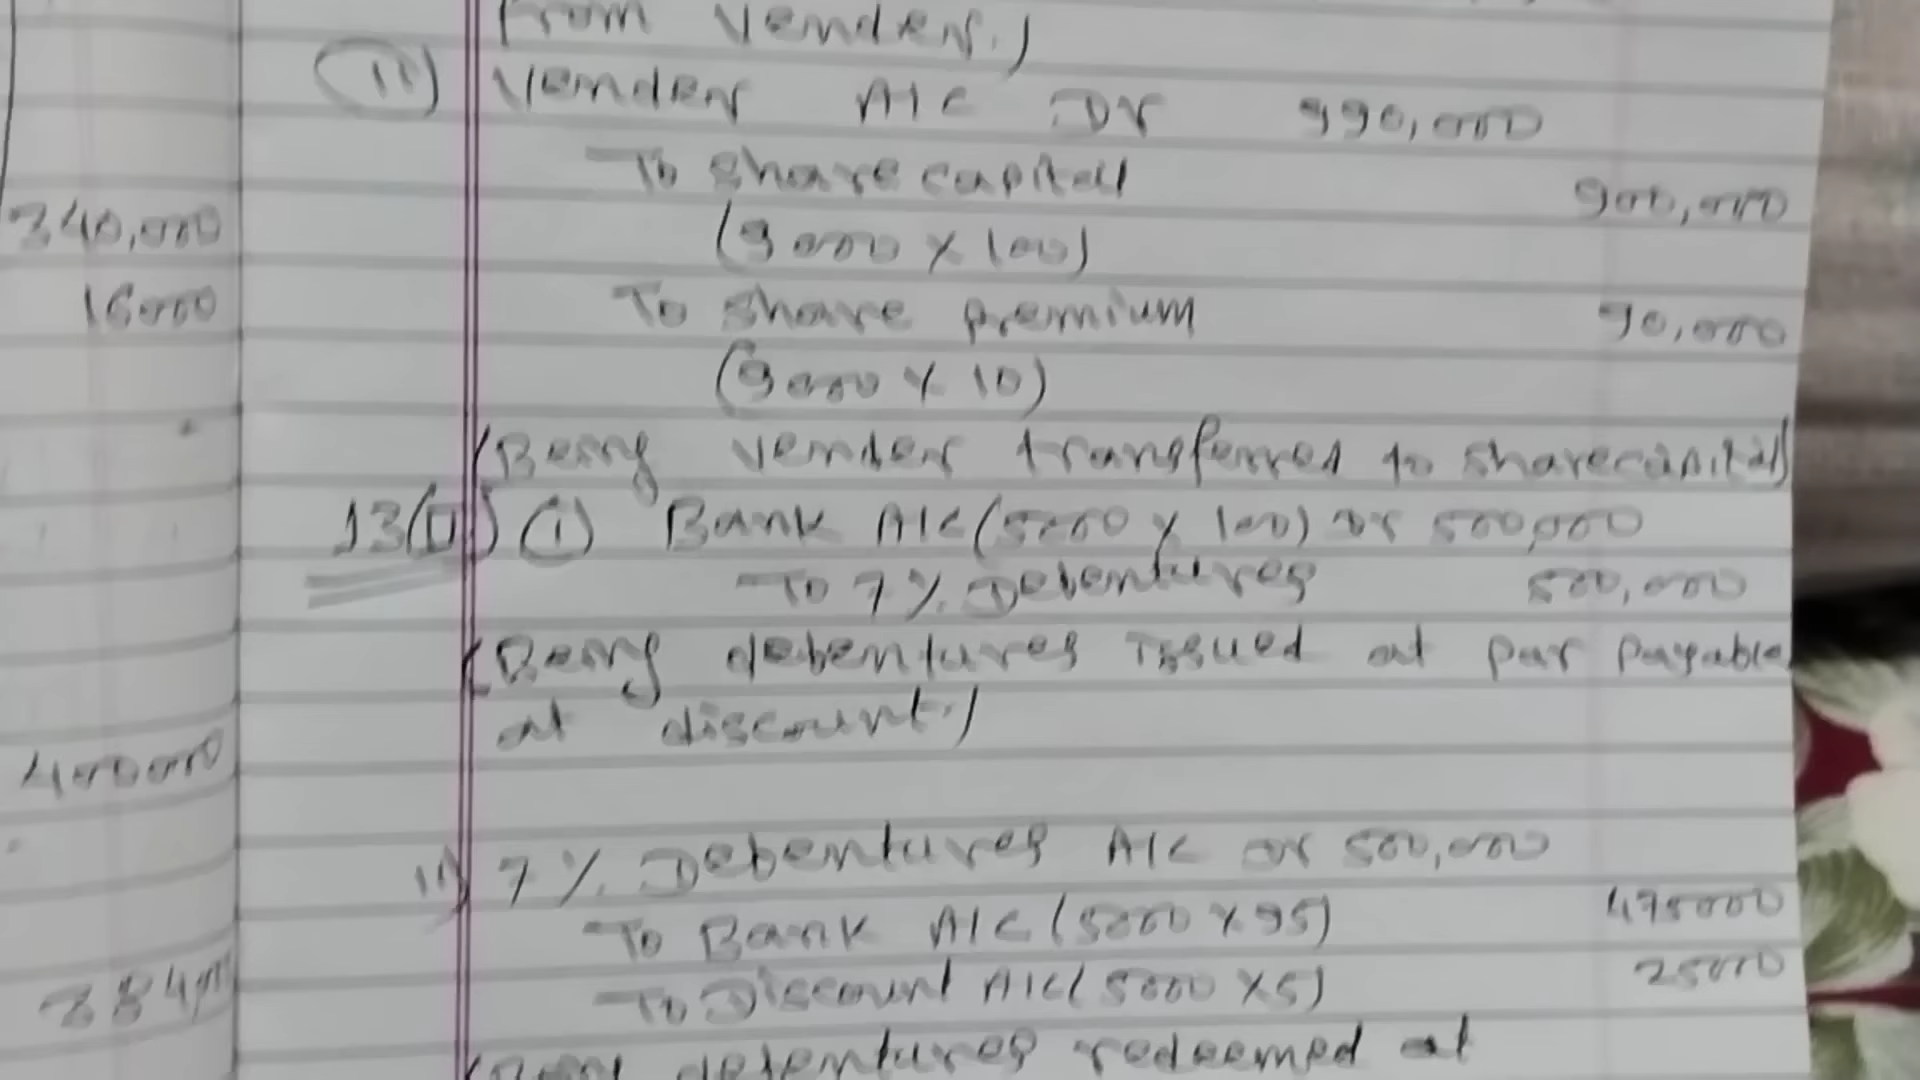 from Vender.)
(ii) Vender A/C Dr 990,000
To share capital 900,000
(9000 X 100)
To share premium 90,000
(9000 X 10)
(Being vender transferred to sharecapital)
13(II) (i) Bank A/C (5000 X 100) Dr 500,000
To 7% Debentures 500,000
(Being debentures issued at par payable
at discount.)
ii) 7% Debentures A/C Dr 500,000
To Bank A/C (5000 X 95) 475000
To Discount A/C (5000 X 5) 25000
(Being debentures redeemed at
340,000
16000
400000